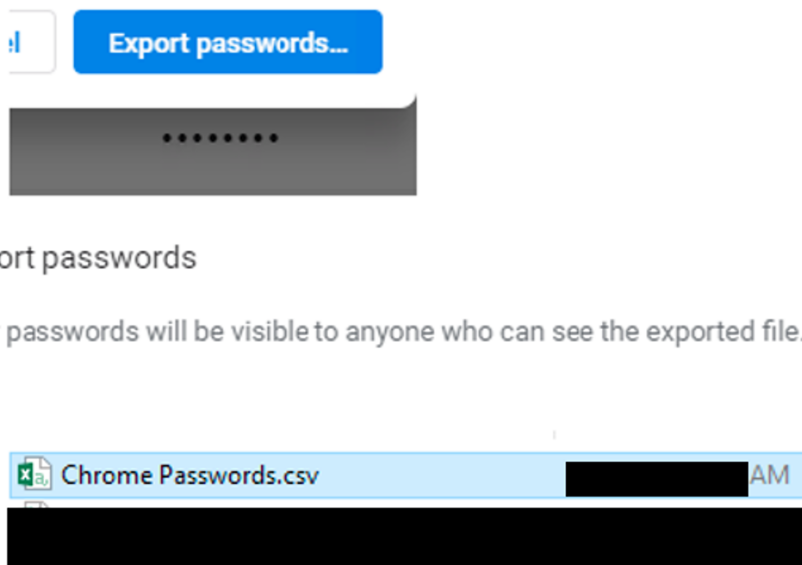 el
Export passwords...
••••••••
ort passwords
passwords will be visible to anyone who can see the exported file.
Chrome Passwords.csv
AM